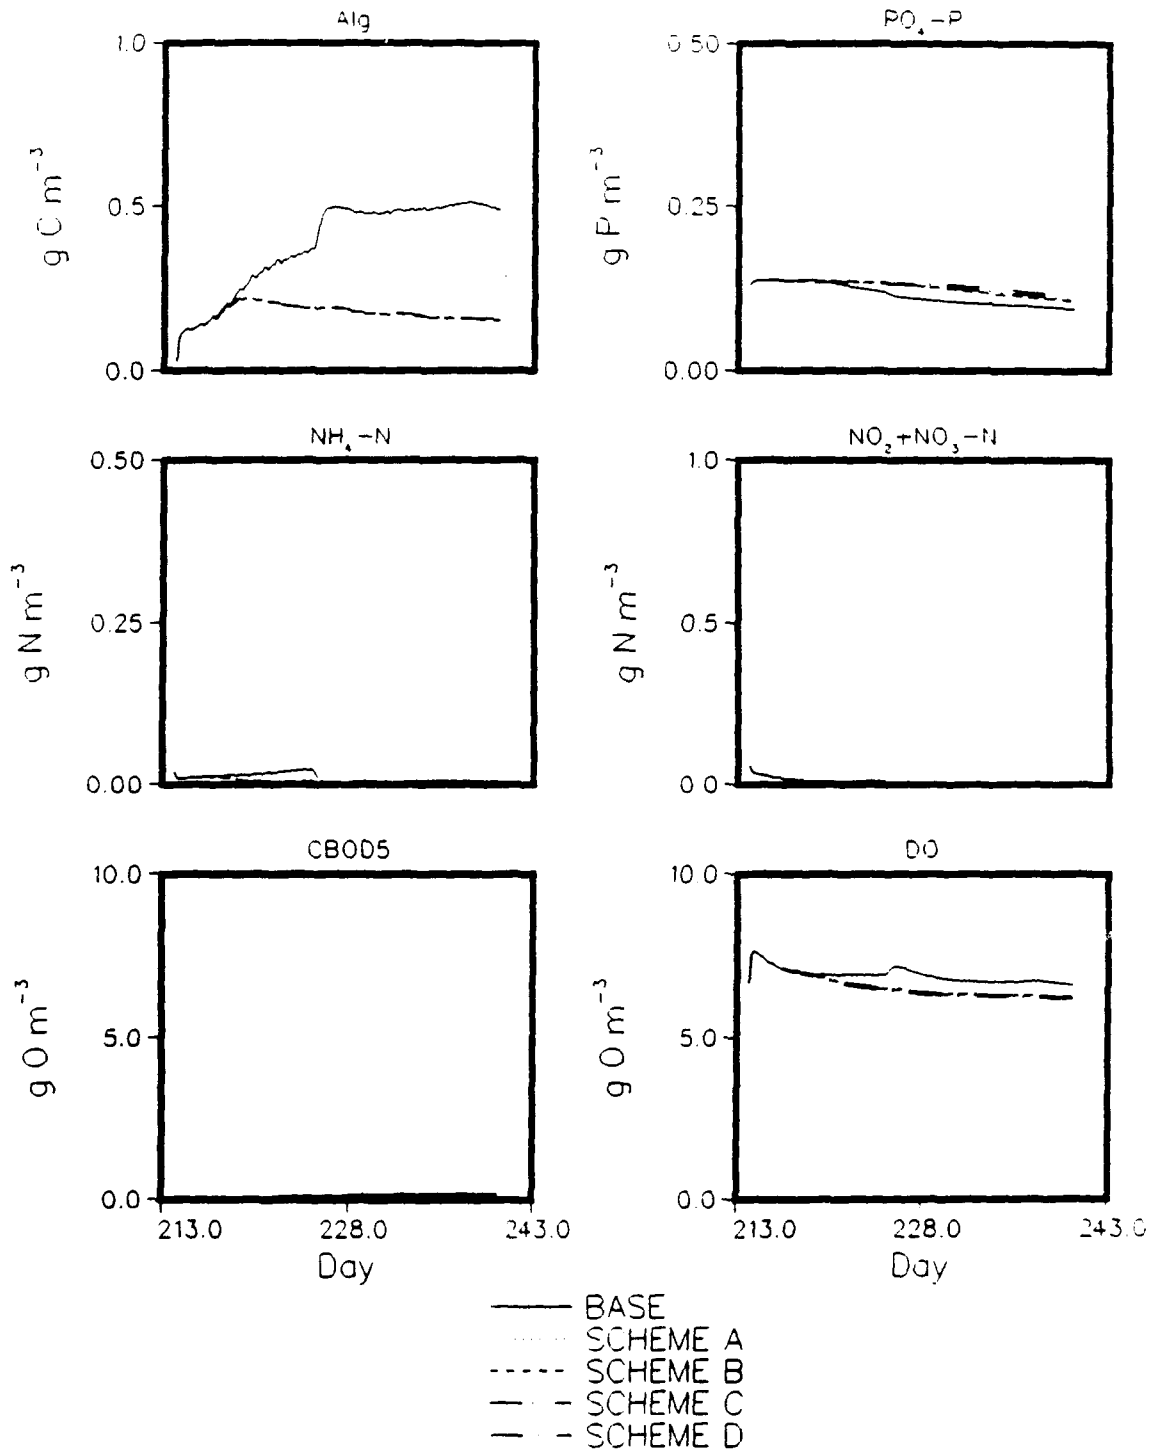 Alg
PO₄-P
1.0
0.5
0.0
g C m⁻³
0.50
0.25
0.00
g P m⁻³
NH₄-N
NO₂+NO₃-N
0.50
0.25
0.00
g N m⁻³
1.0
0.5
0.0
g N m⁻³
CBOD5
DO
10.0
5.0
0.0
g O m⁻³
213.0
228.0
243.0
Day
10.0
5.0
0.0
g O m⁻³
213.0
228.0
243.0
Day
BASE
SCHEME A
SCHEME B
SCHEME C
SCHEME D